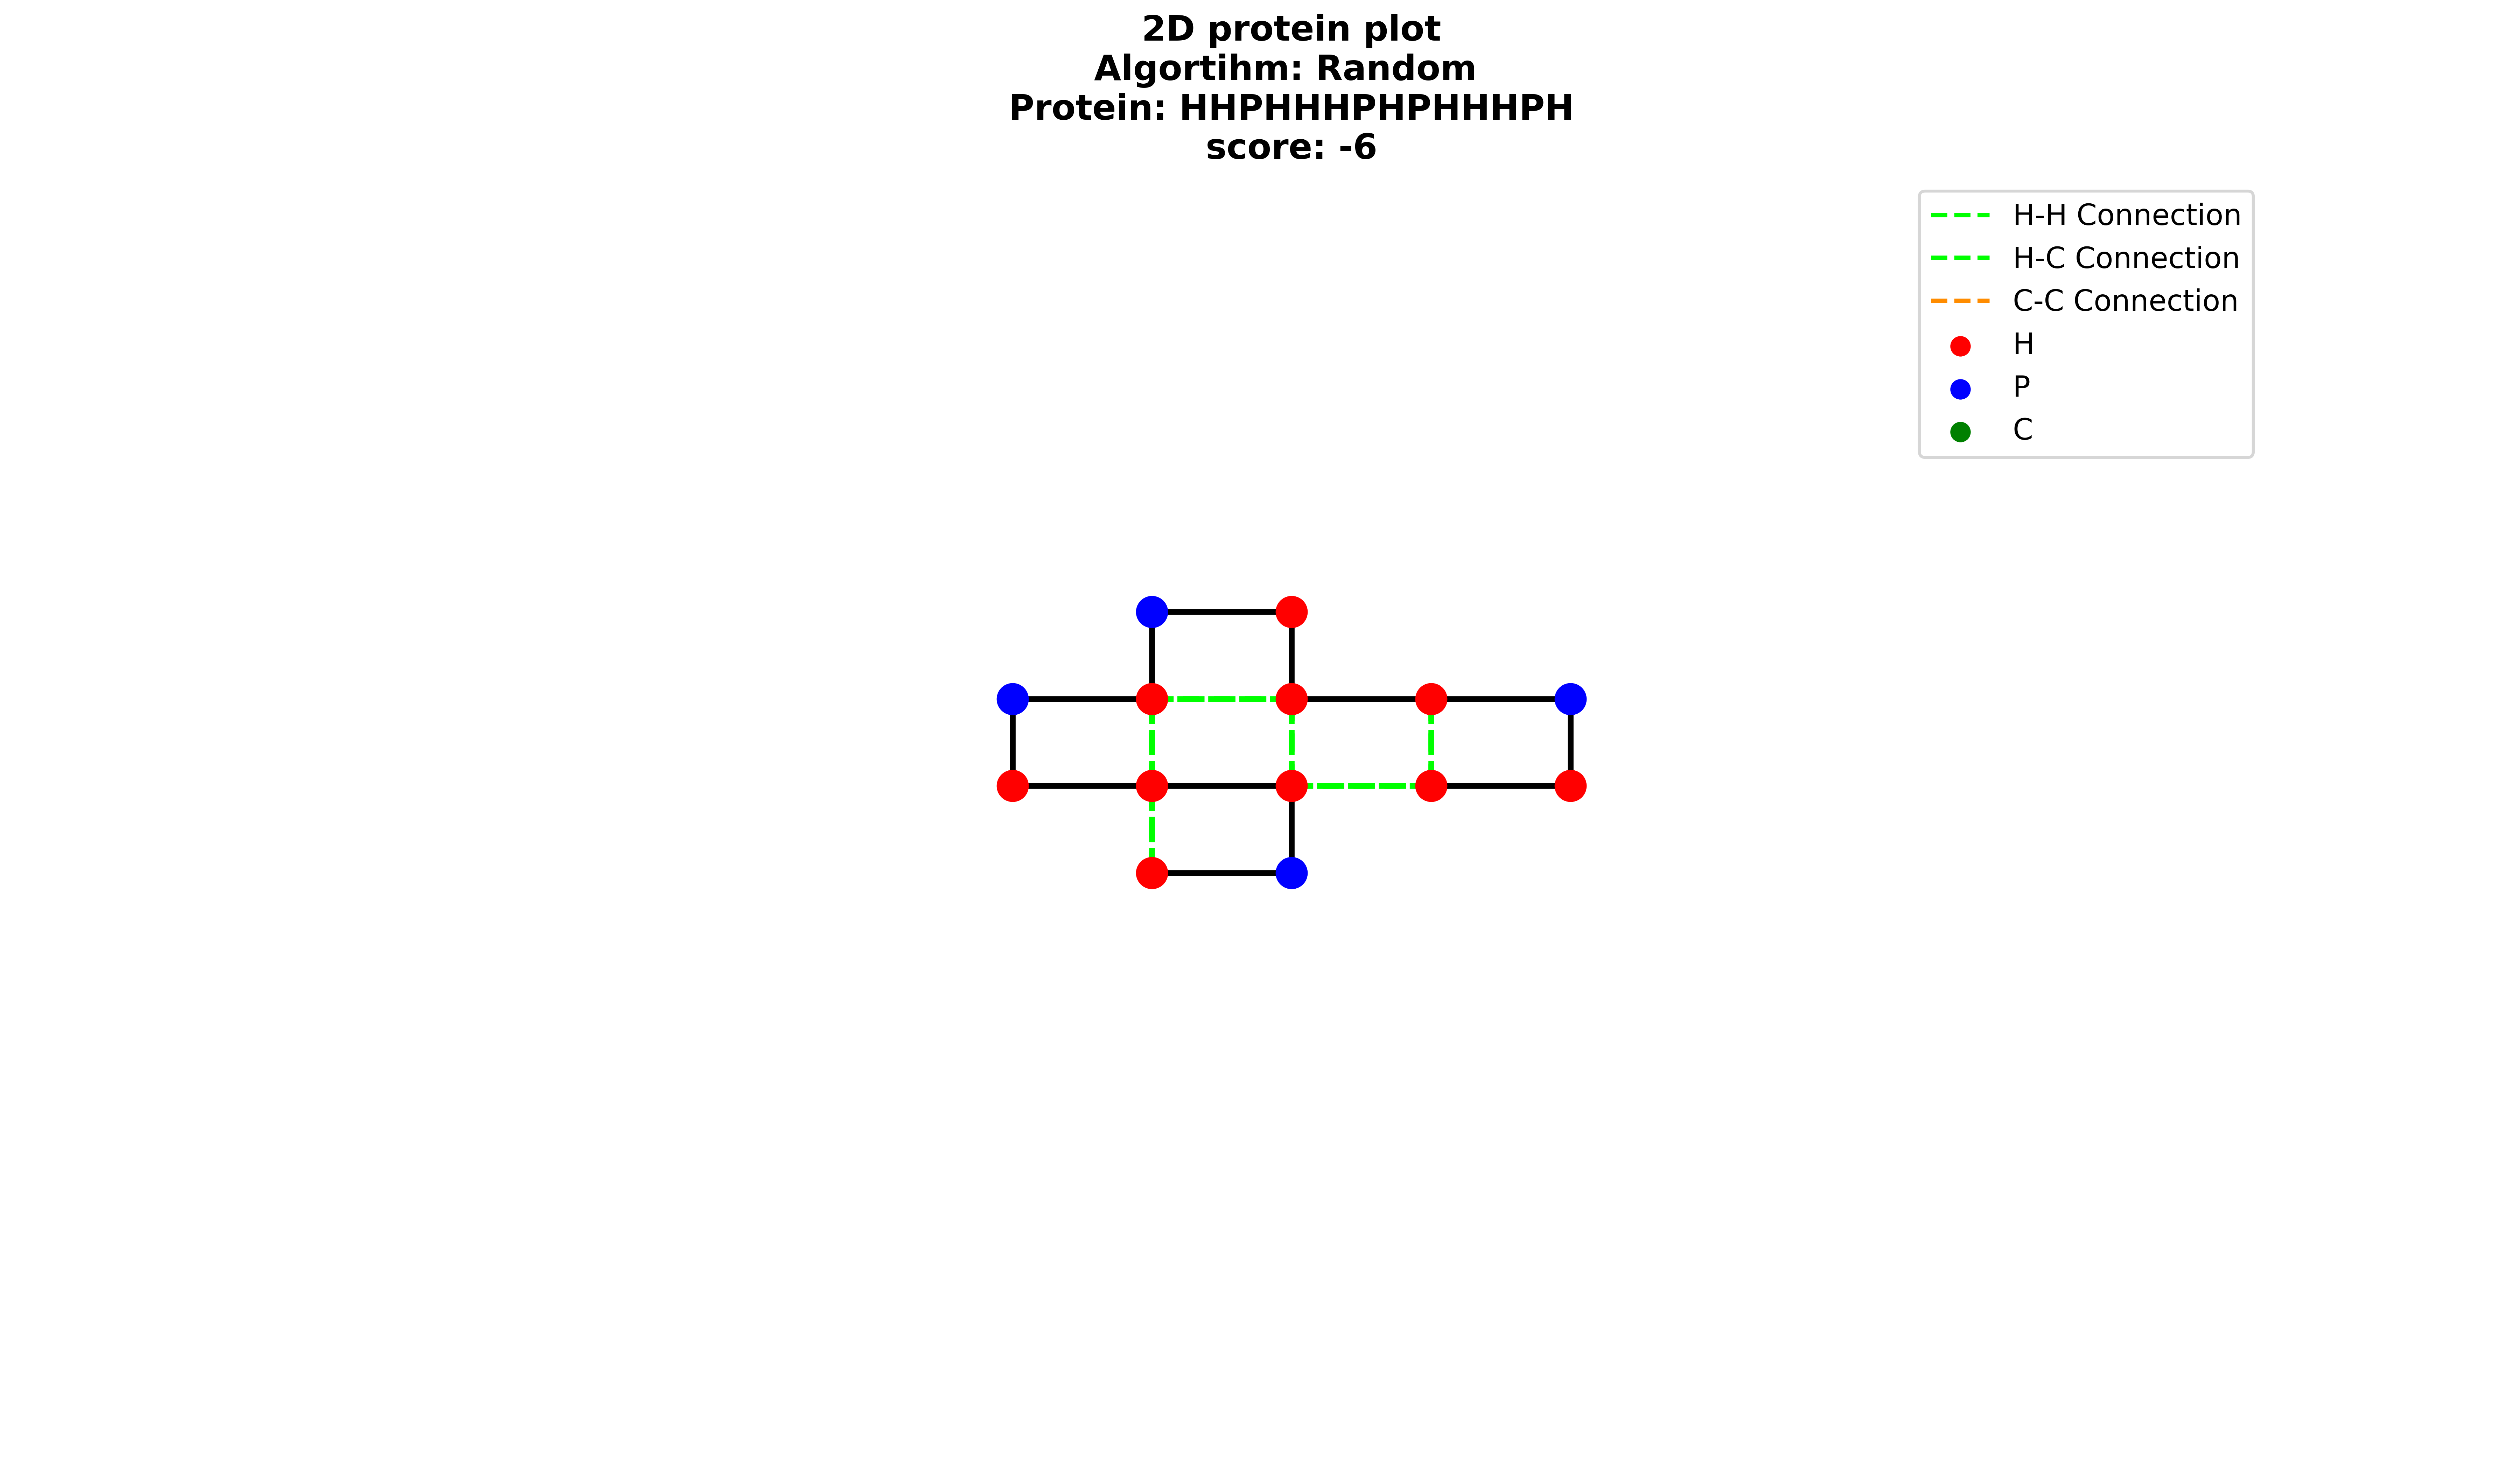 2D protein plot
Algortihm: Random
Protein: HHPHHHPHPHHHPH
score: -6
H-H Connection
H-C Connection
C-C Connection
H
P
C